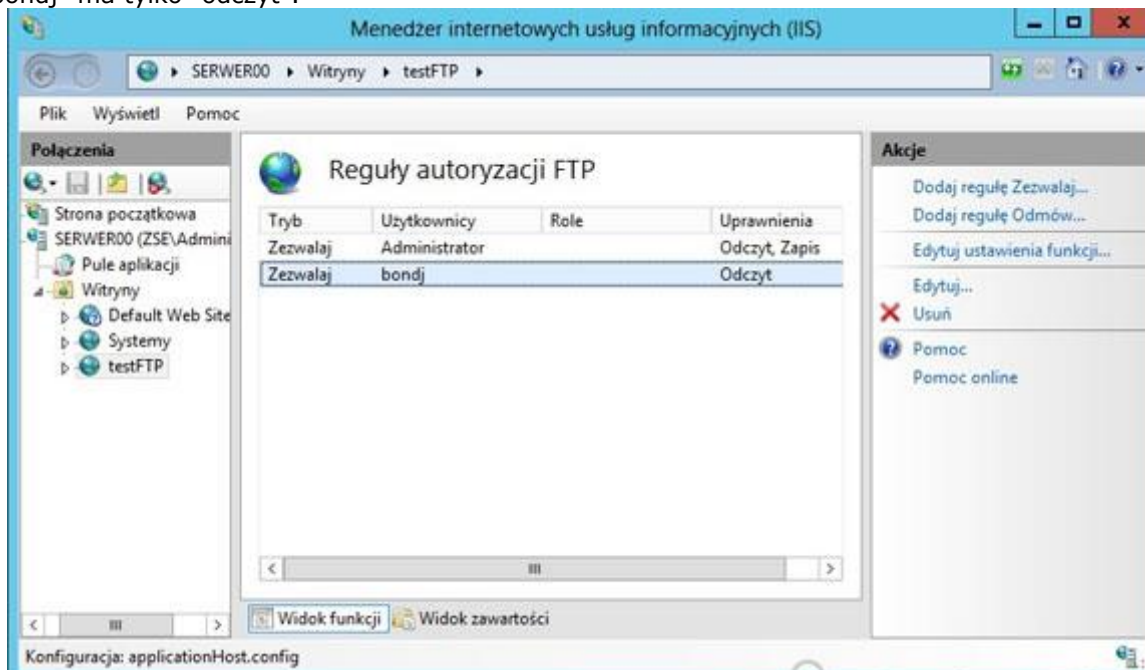 bondj" ma tylko "odczyt".
Menedżer internetowych usług informacyjnych (IIS)
SERWER00 Witryny testFTP
Plik Wyświetl Pomoc
Połączenia
Strona początkowa
SERWER00 (ZSE\Admini
Pule aplikacji
Witryny
Default Web Site
Systemy
testFTP
Reguły autoryzacji FTP
Tryb Użytkownicy Role Uprawnienia
Zezwalaj Administrator Odczyt, Zapis
Zezwalaj bondj Odczyt
Widok funkcji Widok zawartości
Akcje
Dodaj regułę Zezwalaj...
Dodaj regułę Odmów...
Edytuj ustawienia funkcji...
Edytuj...
Usuń
Pomoc
Pomoc online
Konfiguracja: applicationHost.config